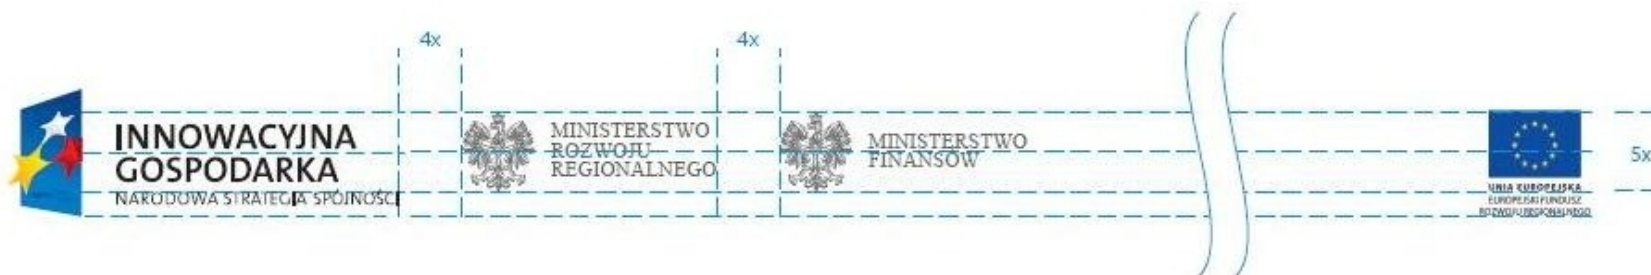 4x
4x
INNOWACYJNA
GOSPODARKA
NARODOWA STRATEGIA SPÓJNOŚCI
MINISTERSTWO
ROZWOJU
REGIONALNEGO
MINISTERSTWO
FINANSÓW
UNIA EUROPEJSKA
EUROPEJSKI FUNDUSZ
ROZWOJU REGIONALNEGO
5x